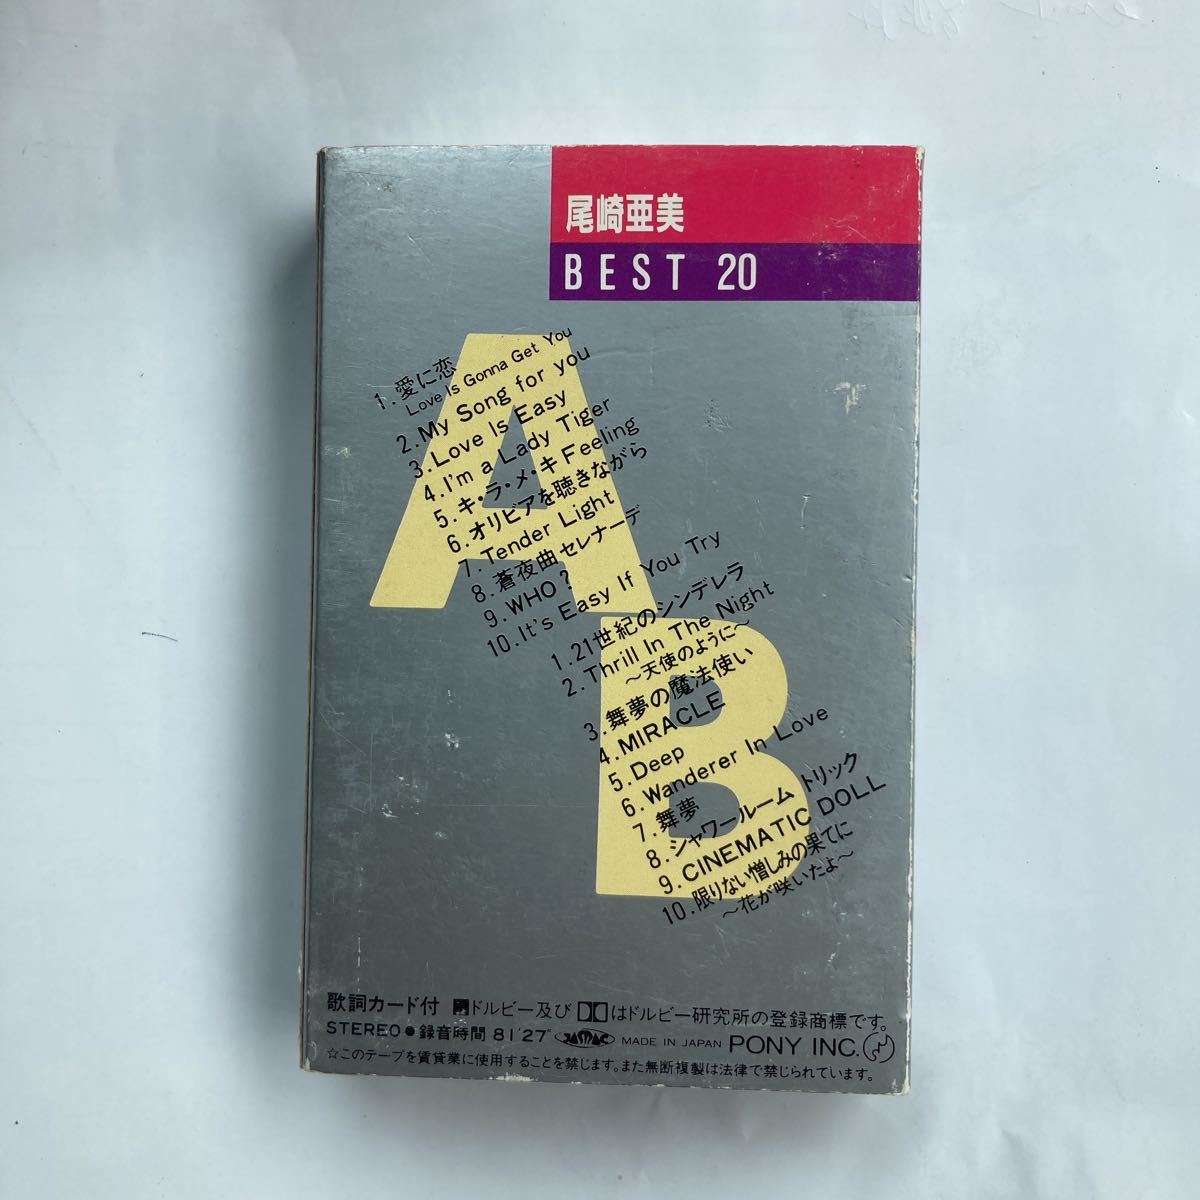 尾崎亜美
BEST 20
A
1.愛に恋
Love Is Gonna Get You
2.My Song for you
3.Love Is Easy
4.I'm a Lady Tiger
5.キ・ラ・メ・キ Feeling
6.オリビアを聴きながら
7.Tender Light
8.蒼夜曲 セレナーデ
9.WHO?
10.It's Easy If You Try
B
1.21世紀のシンデレラ
2.Thrill In The Night
～天使のように～
3.舞夢の魔法使い
4.MIRACLE
5.Deep
6.Wanderer In Love
7.舞夢
8.シャワールーム トリック
9.CINEMATIC DOLL
10.限りない憎しみの果てに
～花が咲いたよ～
歌詞カード付 ドルビー及び はドルビー研究所の登録商標です。
STEREO●録音時間 81'27" JASRAC MADE IN JAPAN PONY INC.
☆このテープを賃貸業に使用することを禁じます。また無断複製は法律で禁じられています。